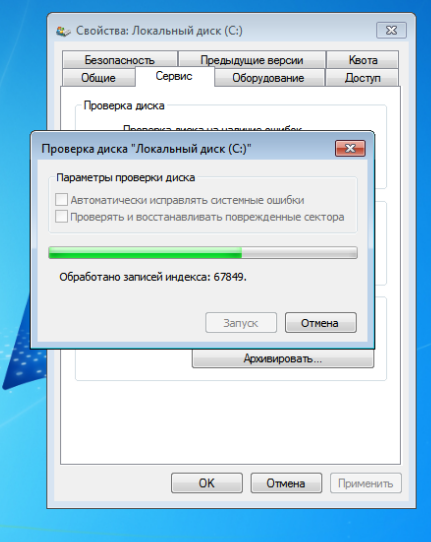 Свойства: Локальный диск (C:)
Безопасность Предыдущие версии Квота
Общие Сервис Оборудование Доступ
Проверка диска
Проверка диска на наличие ошибок
Проверка диска "Локальный диск (C:)"
Параметры проверки диска
Автоматически исправлять системные ошибки
Проверять и восстанавливать поврежденные сектора
Обработано записей индекса: 67849.
Запуск Отмена
Архивировать...
OK Отмена Применить